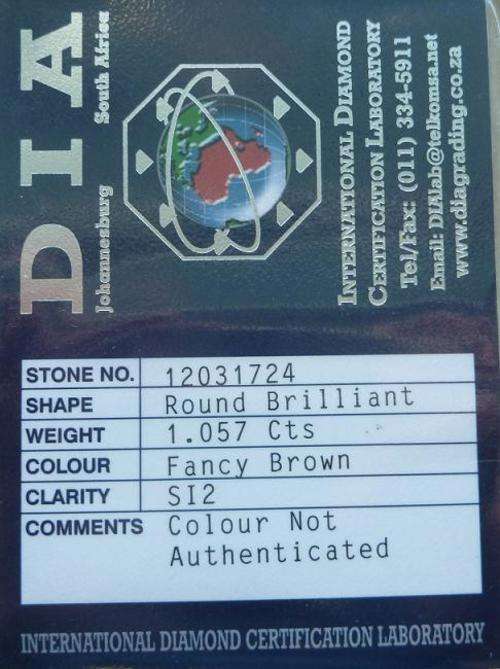 DIA
Johannesburg South Africa
INTERNATIONAL DIAMOND
CERTIFICATION LABORATORY
Tel/Fax: (011) 334-5911
Email: DIAlab@telkomsa.net
www.diagrading.co.za
STONE NO. 12031724
SHAPE Round Brilliant
WEIGHT 1.057 Cts
COLOUR Fancy Brown
CLARITY SI2
COMMENTS Colour Not
Authenticated
INTERNATIONAL DIAMOND CERTIFICATION LABORATORY